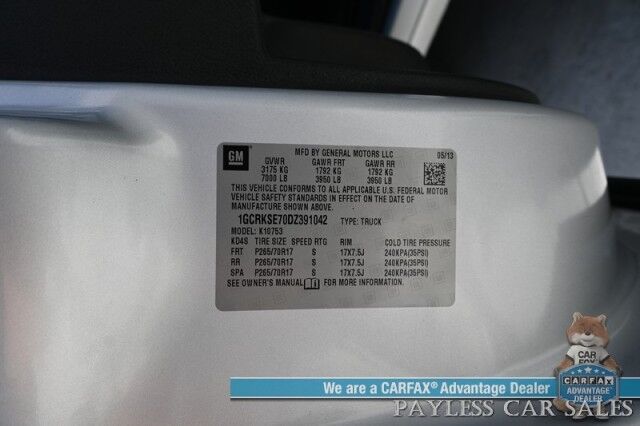 GM
MFD BY GENERAL MOTORS LLC 05/13
GVWR GAWR FRT GAWR RR
3175 KG 1792 KG 1792 KG
7000 LB 3950 LB 3950 LB
THIS VEHICLE CONFORMS TO ALL APPLICABLE U.S. FEDERAL MOTOR
VEHICLE SAFETY STANDARDS IN EFFECT ON THE DATE OF
MANUFACTURE SHOWN ABOVE.
1GCRKSE70DZ391042 TYPE: TRUCK
MODEL: K10753
KD4S TIRE SIZE SPEED RTG RIM COLD TIRE PRESSURE
FRT P265/70R17 S 17X7.5J 240KPA(35PSI)
RR P265/70R17 S 17X7.5J 240KPA(35PSI)
SPA P265/70R17 S 17X7.5J 240KPA(35PSI)
SEE OWNER'S MANUAL FOR MORE INFORMATION.
CAR
FOX
We are a CARFAX® Advantage Dealer
CARFAX
ADVANTAGE
DEALER
PAYLESS CAR SALES